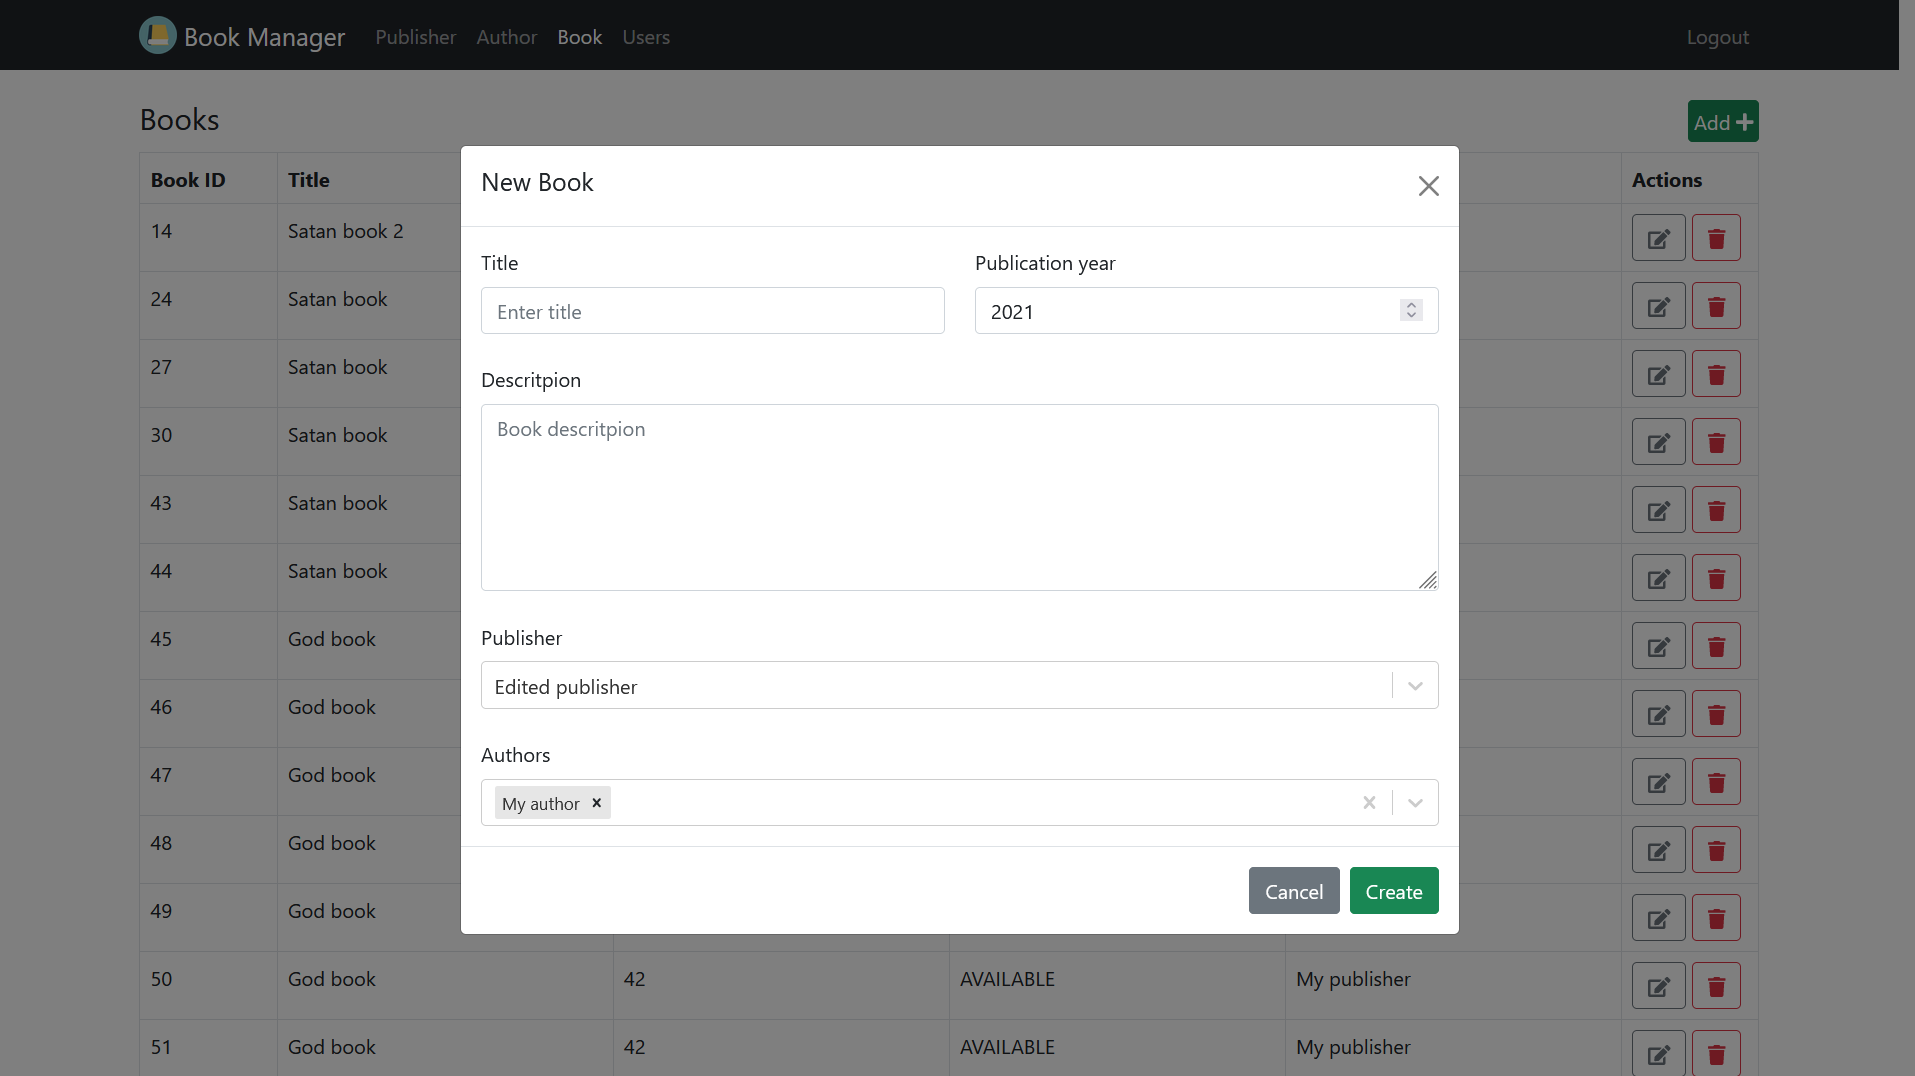 Book Manager Publisher Author Book Users Logout
Books Add
Book ID Title Actions
New Book
Title Publication year
Enter title 2021
Descritpion
Book descritpion
Publisher
Edited publisher
Authors
My author
Cancel Create
14 Satan book 2
24 Satan book
27 Satan book
30 Satan book
43 Satan book
44 Satan book
45 God book
46 God book
47 God book
48 God book
49 God book
50 God book 42 AVAILABLE My publisher
51 God book 42 AVAILABLE My publisher